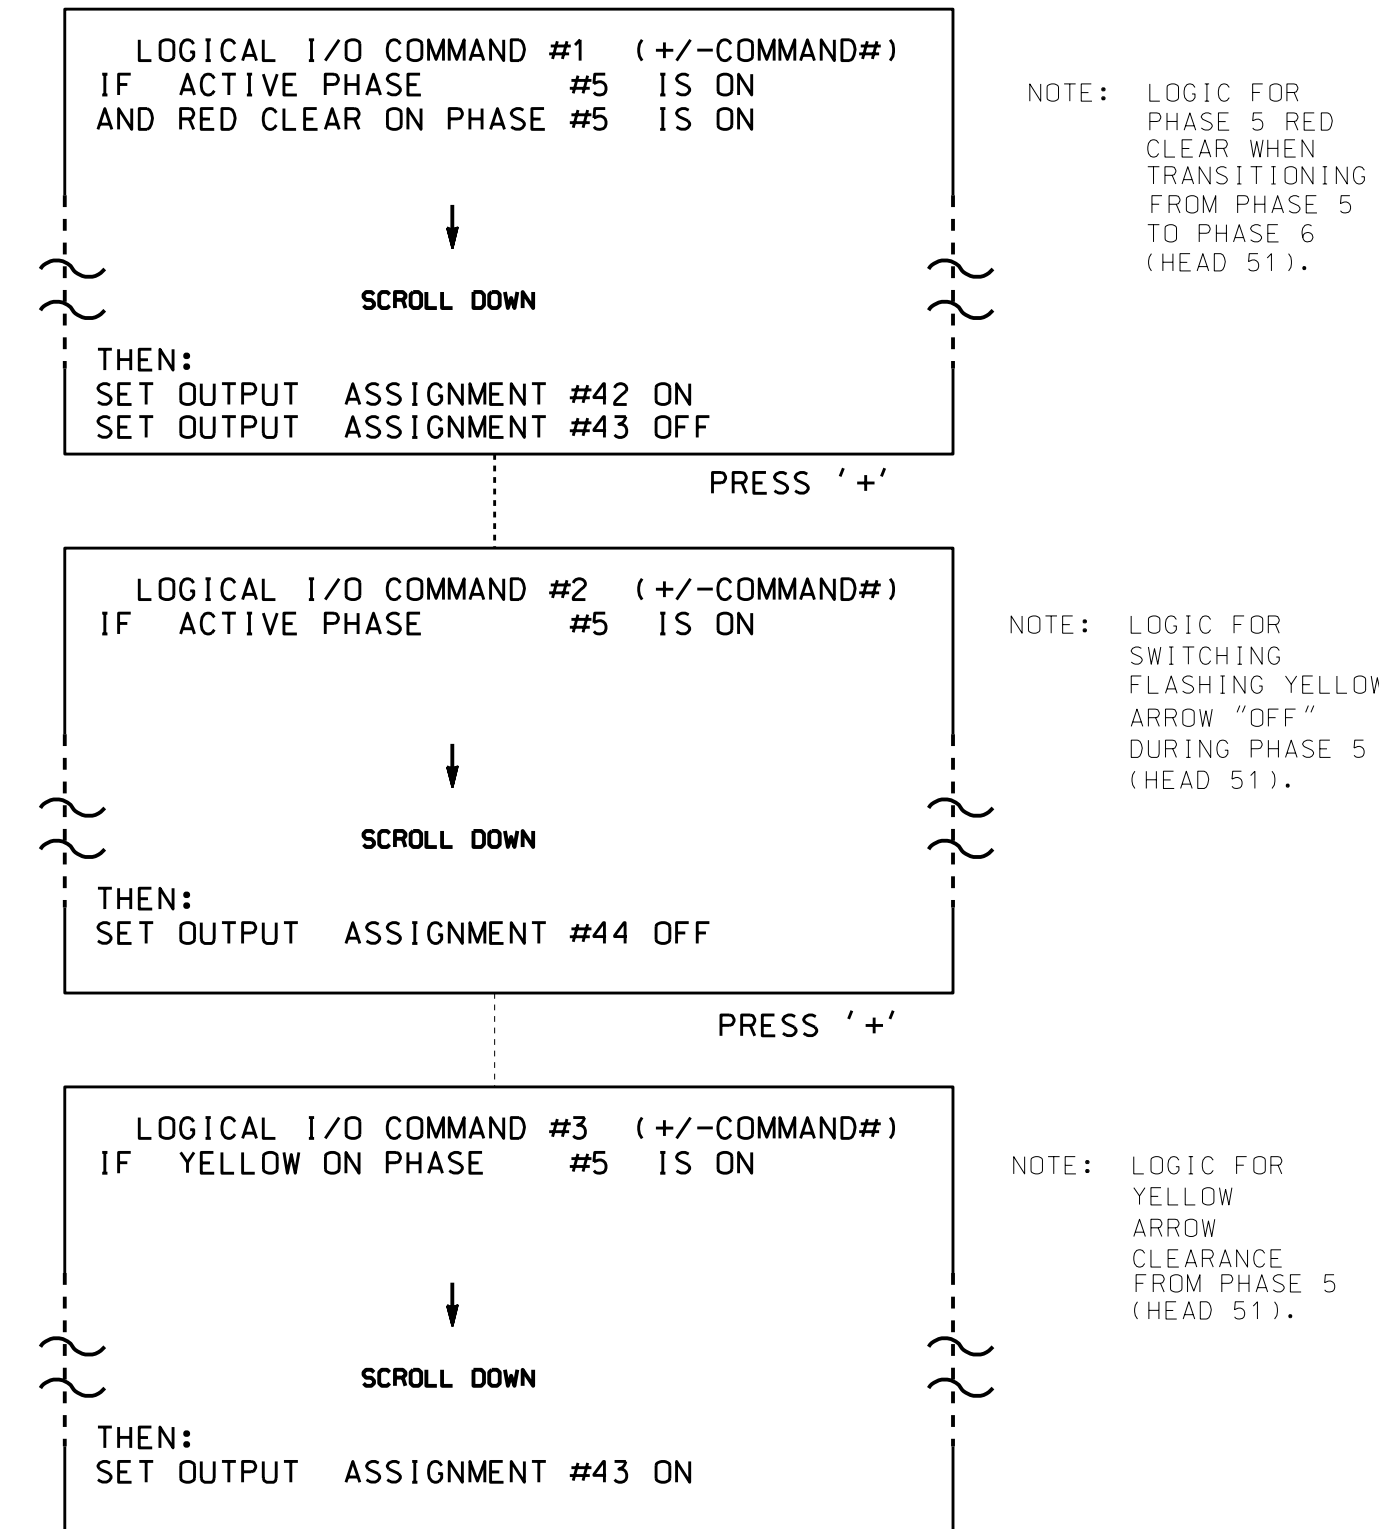 LOGICAL I/O COMMAND #1 (+/-COMMAND#)
IF ACTIVE PHASE #5 IS ON
AND RED CLEAR ON PHASE #5 IS ON
SCROLL DOWN
THEN:
SET OUTPUT ASSIGNMENT #42 ON
SET OUTPUT ASSIGNMENT #43 OFF
NOTE: LOGIC FOR
PHASE 5 RED
CLEAR WHEN
TRANSITIONING
FROM PHASE 5
TO PHASE 6
(HEAD 51).
PRESS '+'
LOGICAL I/O COMMAND #2 (+/-COMMAND#)
IF ACTIVE PHASE #5 IS ON
SCROLL DOWN
THEN:
SET OUTPUT ASSIGNMENT #44 OFF
NOTE: LOGIC FOR
SWITCHING
FLASHING YELLOW
ARROW "OFF"
DURING PHASE 5
(HEAD 51).
PRESS '+'
LOGICAL I/O COMMAND #3 (+/-COMMAND#)
IF YELLOW ON PHASE #5 IS ON
SCROLL DOWN
THEN:
SET OUTPUT ASSIGNMENT #43 ON
NOTE: LOGIC FOR
YELLOW
ARROW
CLEARANCE
FROM PHASE 5
(HEAD 51).